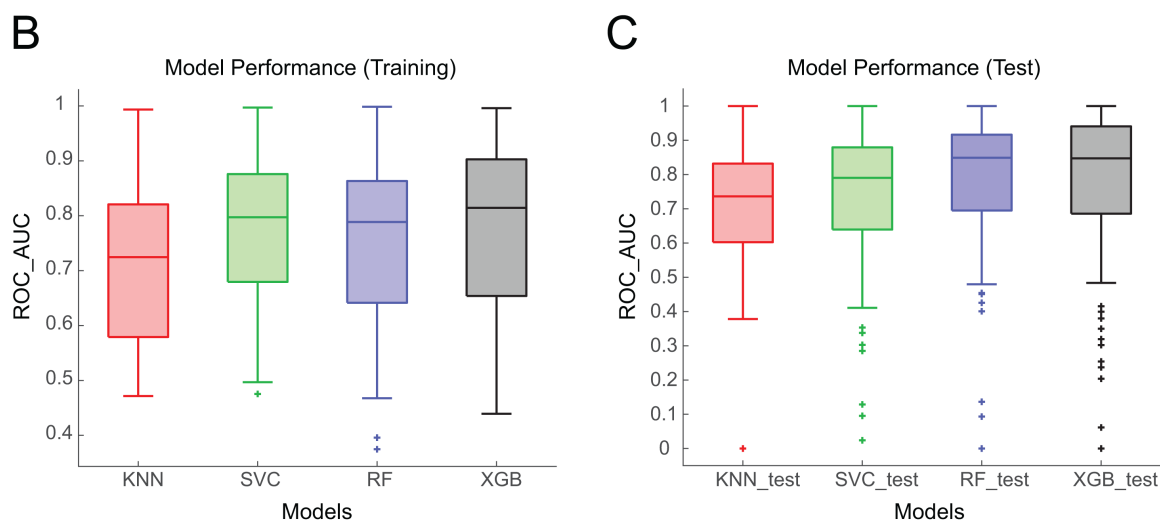 B
Model Performance (Training)
ROC_AUC
1
0.9
0.8
0.7
0.6
0.5
0.4
KNN SVC RF XGB
Models
C
Model Performance (Test)
ROC_AUC
1
0.9
0.8
0.7
0.6
0.5
0.4
0.3
0.2
0.1
0
KNN_test SVC_test RF_test XGB_test
Models